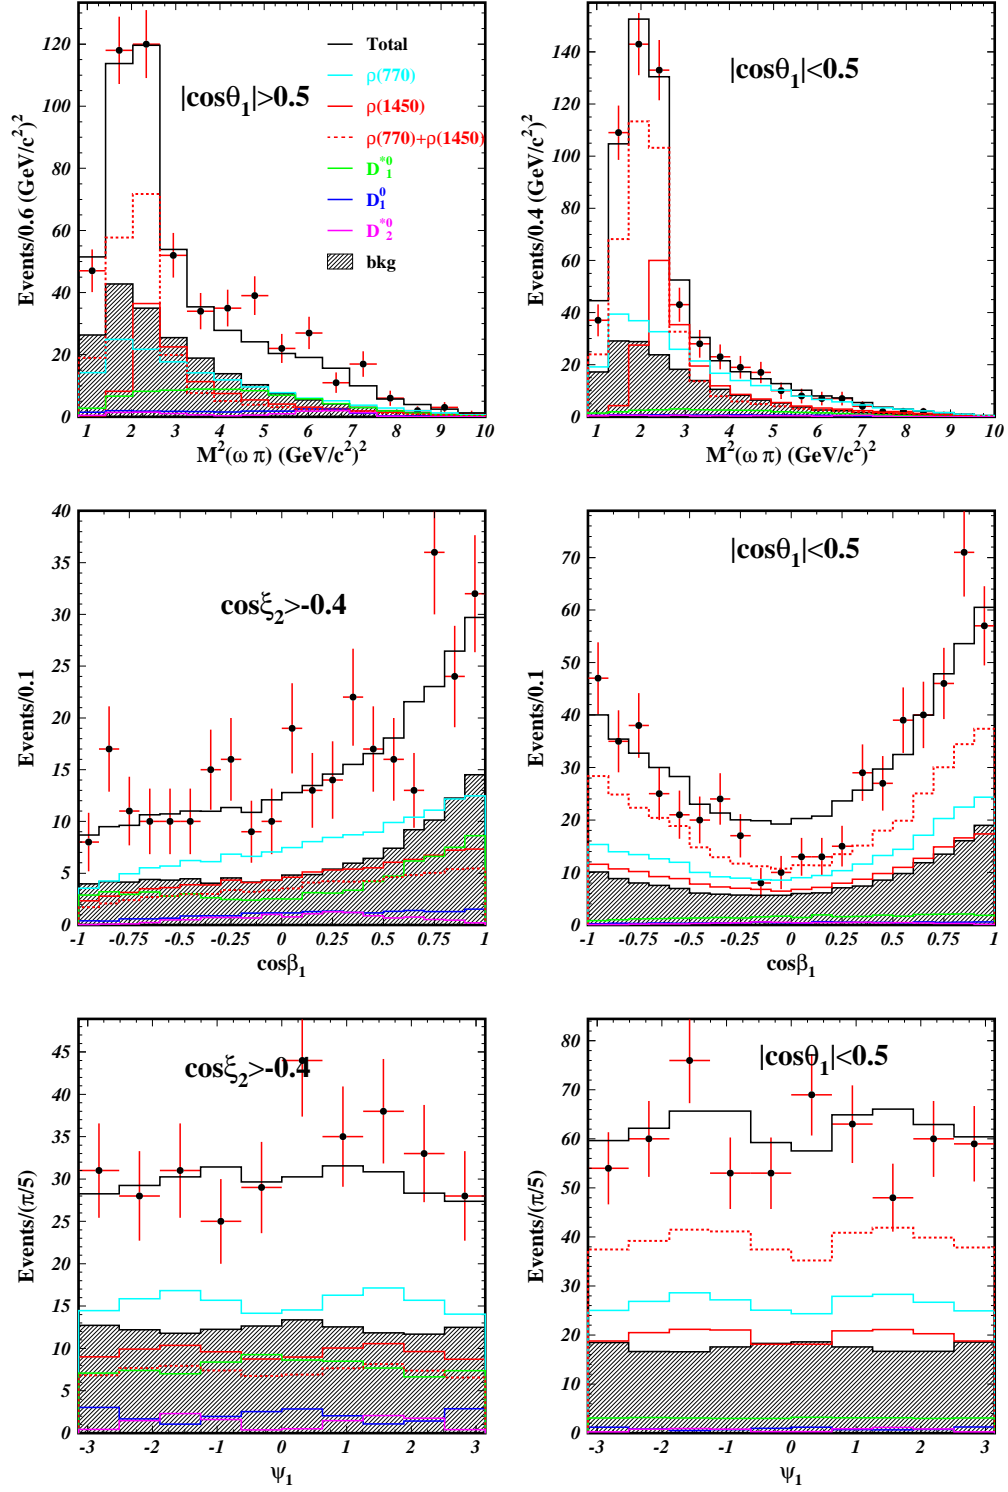 Events/0.6 (GeV/c²)²
120
100
80
60
40
20
0
|cosθ₁|>0.5
Total
ρ(770)
ρ(1450)
ρ(770)+ρ(1450)
D*⁰₁
D⁰₁
D*⁰₂
bkg
1 2 3 4 5 6 7 8 9 10
M²(ω π) (GeV/c²)²
Events/0.4 (GeV/c²)²
140
120
100
80
60
40
20
0
|cosθ₁|<0.5
1 2 3 4 5 6 7 8 9 10
M²(ω π) (GeV/c²)²
Events/0.1
40
35
30
25
20
15
10
5
0
cosξ₂>-0.4
-1 -0.75 -0.5 -0.25 0 0.25 0.5 0.75 1
cosβ₁
Events/0.1
70
60
50
40
30
20
10
0
|cosθ₁|<0.5
-1 -0.75 -0.5 -0.25 0 0.25 0.5 0.75 1
cosβ₁
Events/(π/5)
45
40
35
30
25
20
15
10
5
0
cosξ₂>-0.4
-3 -2 -1 0 1 2 3
ψ₁
Events/(π/5)
80
70
60
50
40
30
20
10
0
|cosθ₁|<0.5
-3 -2 -1 0 1 2 3
ψ₁